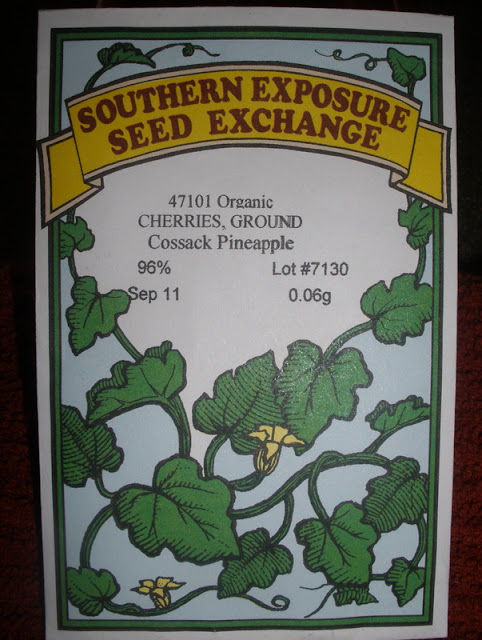 SOUTHERN EXPOSURE
SEED EXCHANGE
47101 Organic
CHERRIES, GROUND
Cossack Pineapple
96% Lot #7130
Sep 11 0.06g